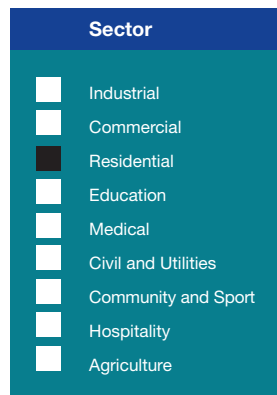 Sector
Industrial
Commercial
Residential
Education
Medical
Civil and Utilities
Community and Sport
Hospitality
Agriculture